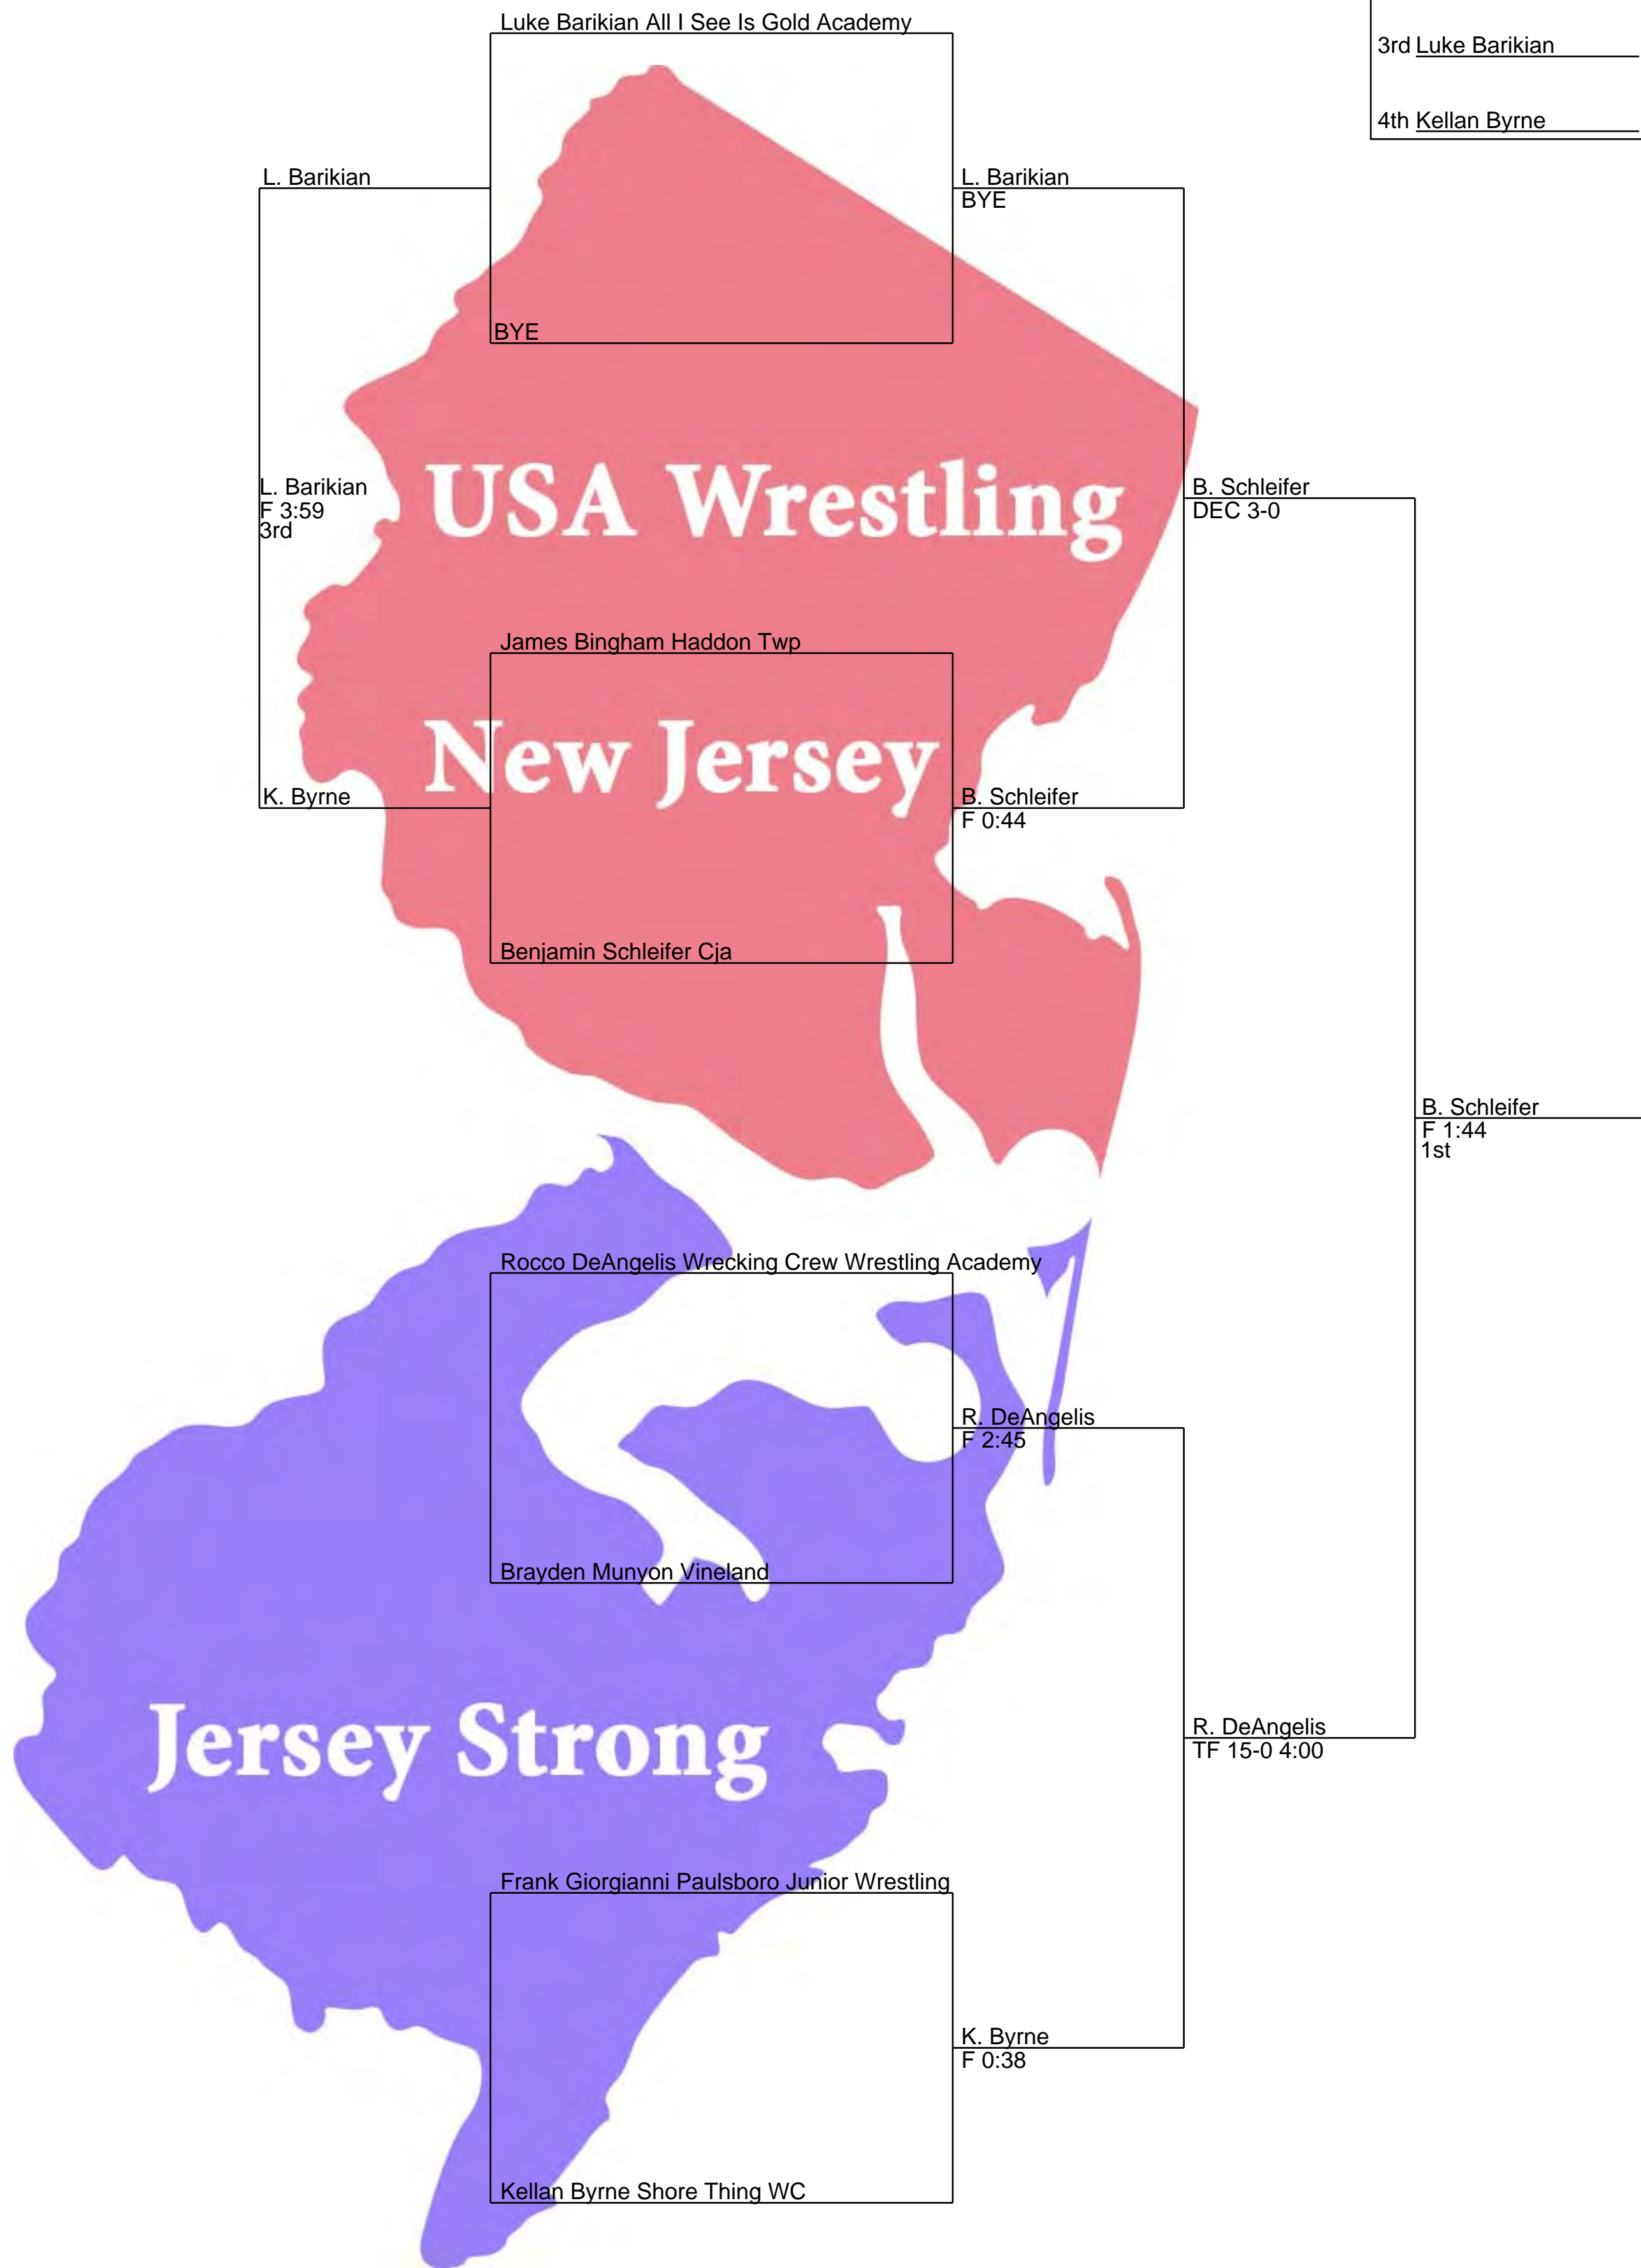 Luke Barikian All I See Is Gold Academy
3rd Luke Barikian
4th Kellan Byrne
L. Barikian
L. Barikian
BYE
BYE
L. Barikian
F 3:59
3rd
USA Wrestling
B. Schleifer
DEC 3-0
James Bingham Haddon Twp
New Jersey
K. Byrne
B. Schleifer
F 0:44
Benjamin Schleifer Cja
B. Schleifer
F 1:44
1st
Rocco DeAngelis Wrecking Crew Wrestling Academy
R. DeAngelis
F 2:45
Brayden Munyon Vineland
Jersey Strong
R. DeAngelis
TF 15-0 4:00
Frank Giorgianni Paulsboro Junior Wrestling
K. Byrne
F 0:38
Kellan Byrne Shore Thing WC